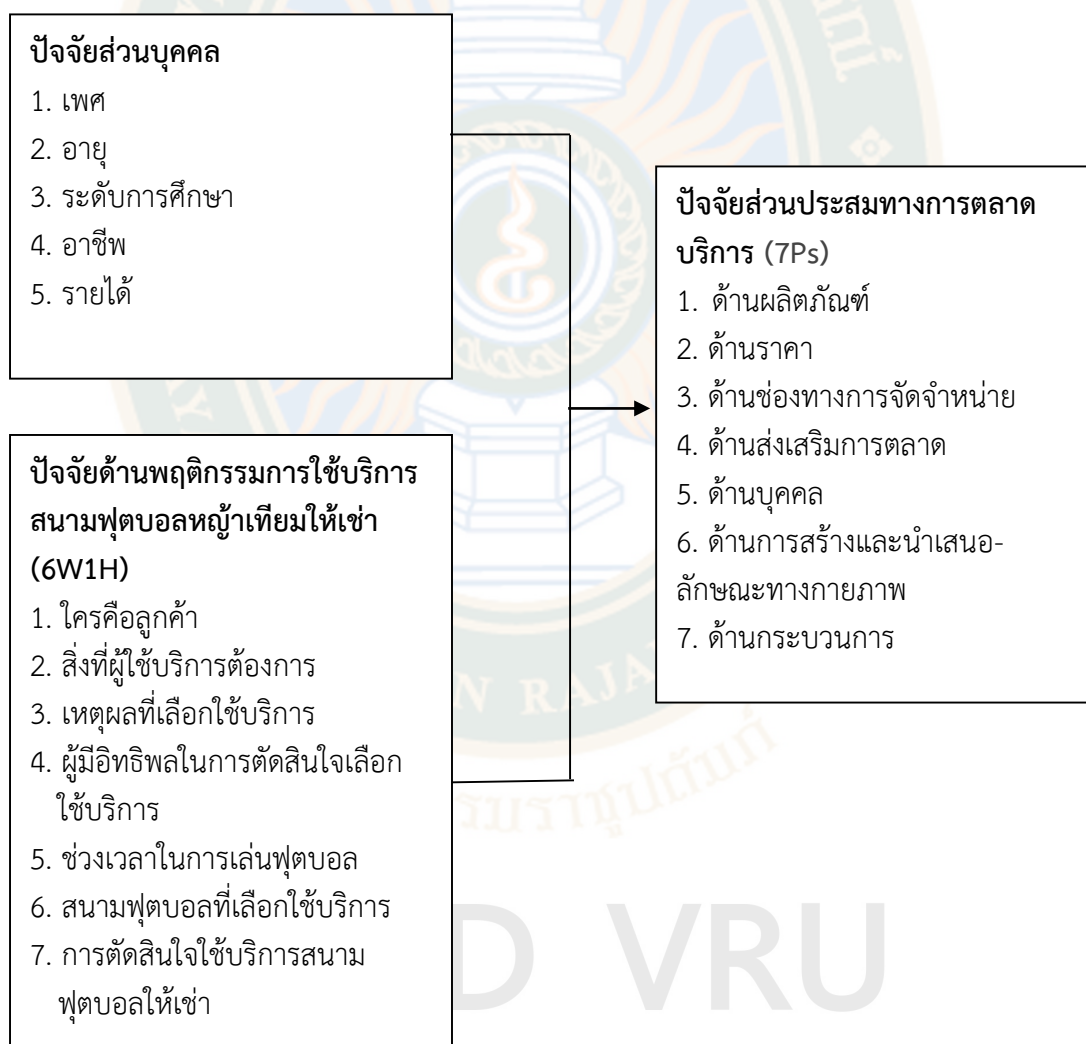 ปัจจัยส่วนบุคคล
1. เพศ
2. อายุ
3. ระดับการศึกษา
4. อาชีพ
5. รายได้
ปัจจัยด้านพฤติกรรมการใช้บริการ
สนามฟุตบอลหญ้าเทียมให้เช่า
(6W1H)
1. ใครคือลูกค้า
2. สิ่งที่ผู้ใช้บริการต้องการ
3. เหตุผลที่เลือกใช้บริการ
4. ผู้มีอิทธิพลในการตัดสินใจเลือก
ใช้บริการ
5. ช่วงเวลาในการเล่นฟุตบอล
6. สนามฟุตบอลที่เลือกใช้บริการ
7. การตัดสินใจใช้บริการสนาม
ฟุตบอลให้เช่า
ปัจจัยส่วนประสมทางการตลาด
บริการ (7Ps)
1. ด้านผลิตภัณฑ์
2. ด้านราคา
3. ด้านช่องทางการจัดจำหน่าย
4. ด้านส่งเสริมการตลาด
5. ด้านบุคคล
6. ด้านการสร้างและนำเสนอ-
ลักษณะทางกายภาพ
7. ด้านกระบวนการ
VRU